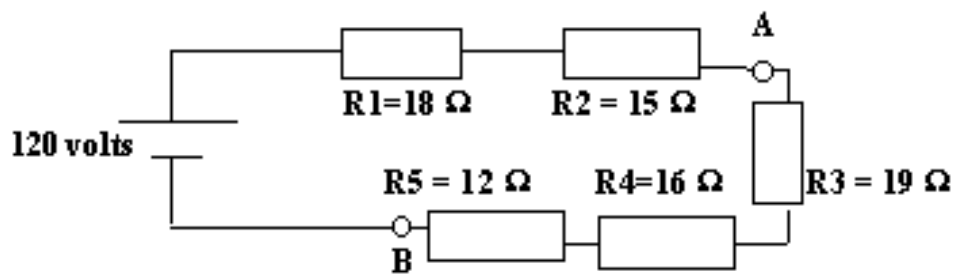 A
R1=18 Ω
R2 = 15 Ω
120 volts
R5 = 12 Ω
R4=16 Ω
R3 = 19 Ω
B